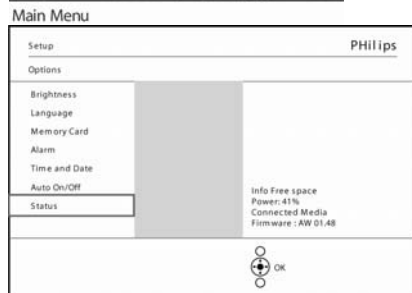 Main Menu
Setup
PHilips
Options
Brightness
Language
Memory Card
Alarm
Time and Date
Auto On/Off
Status
Info Free space
Power: 41%
Connected Media
Firmware : AW 01.48
OK